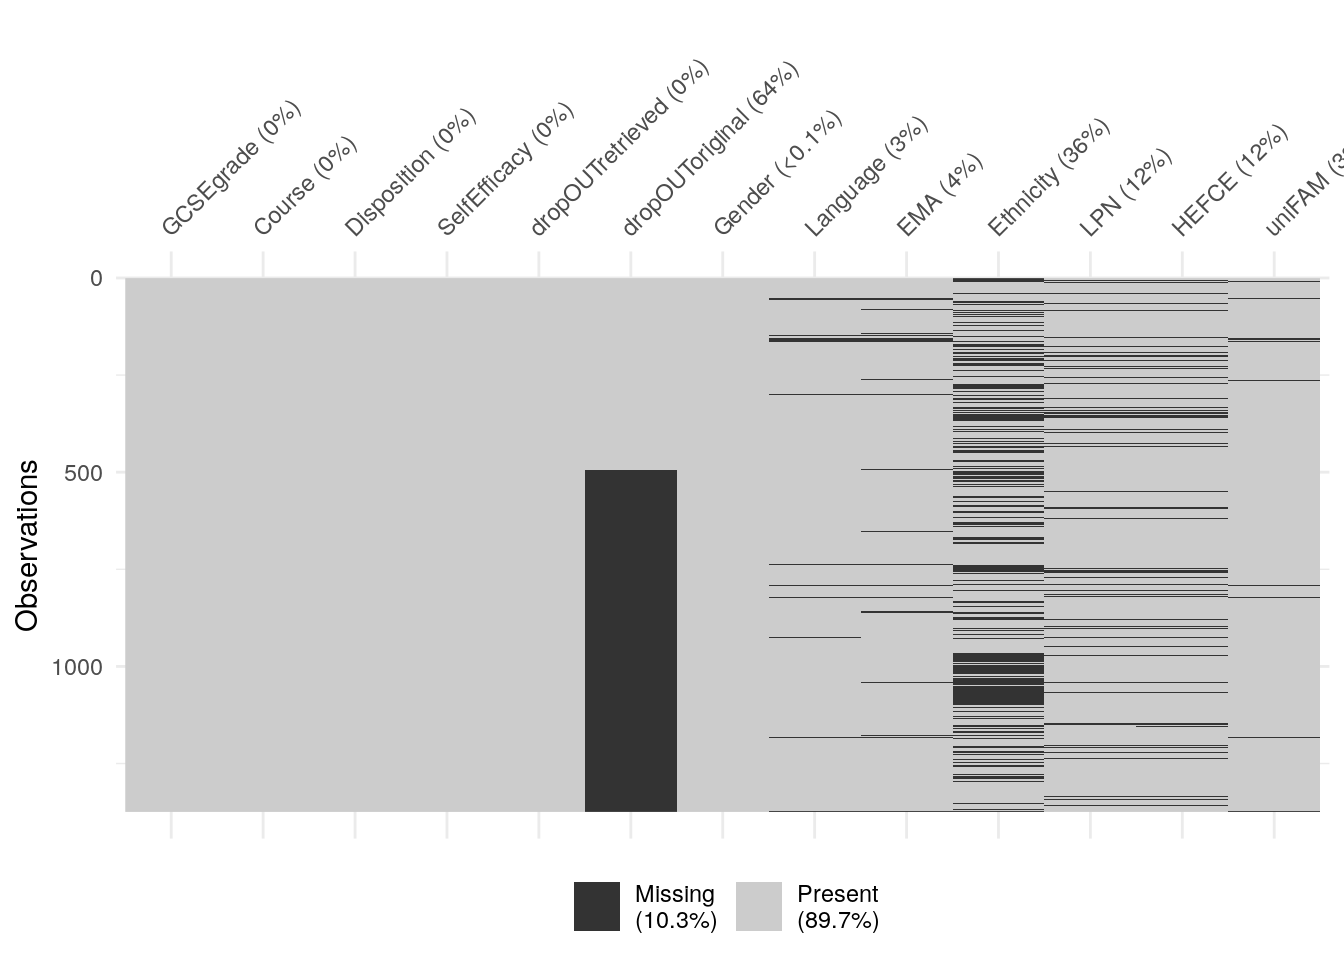 GCSEgrade (0%)
Course (0%)
Disposition (0%)
SelfEfficacy (0%)
dropOUTretrieved (0%)
dropOUToriginal (64%)
Gender (<0.1%)
Language (3%)
EMA (4%)
Ethnicity (36%)
LPN (12%)
HEFCE (12%)
uniFAM (3
0
500
1000
Observations
Missing
(10.3%)
Present
(89.7%)